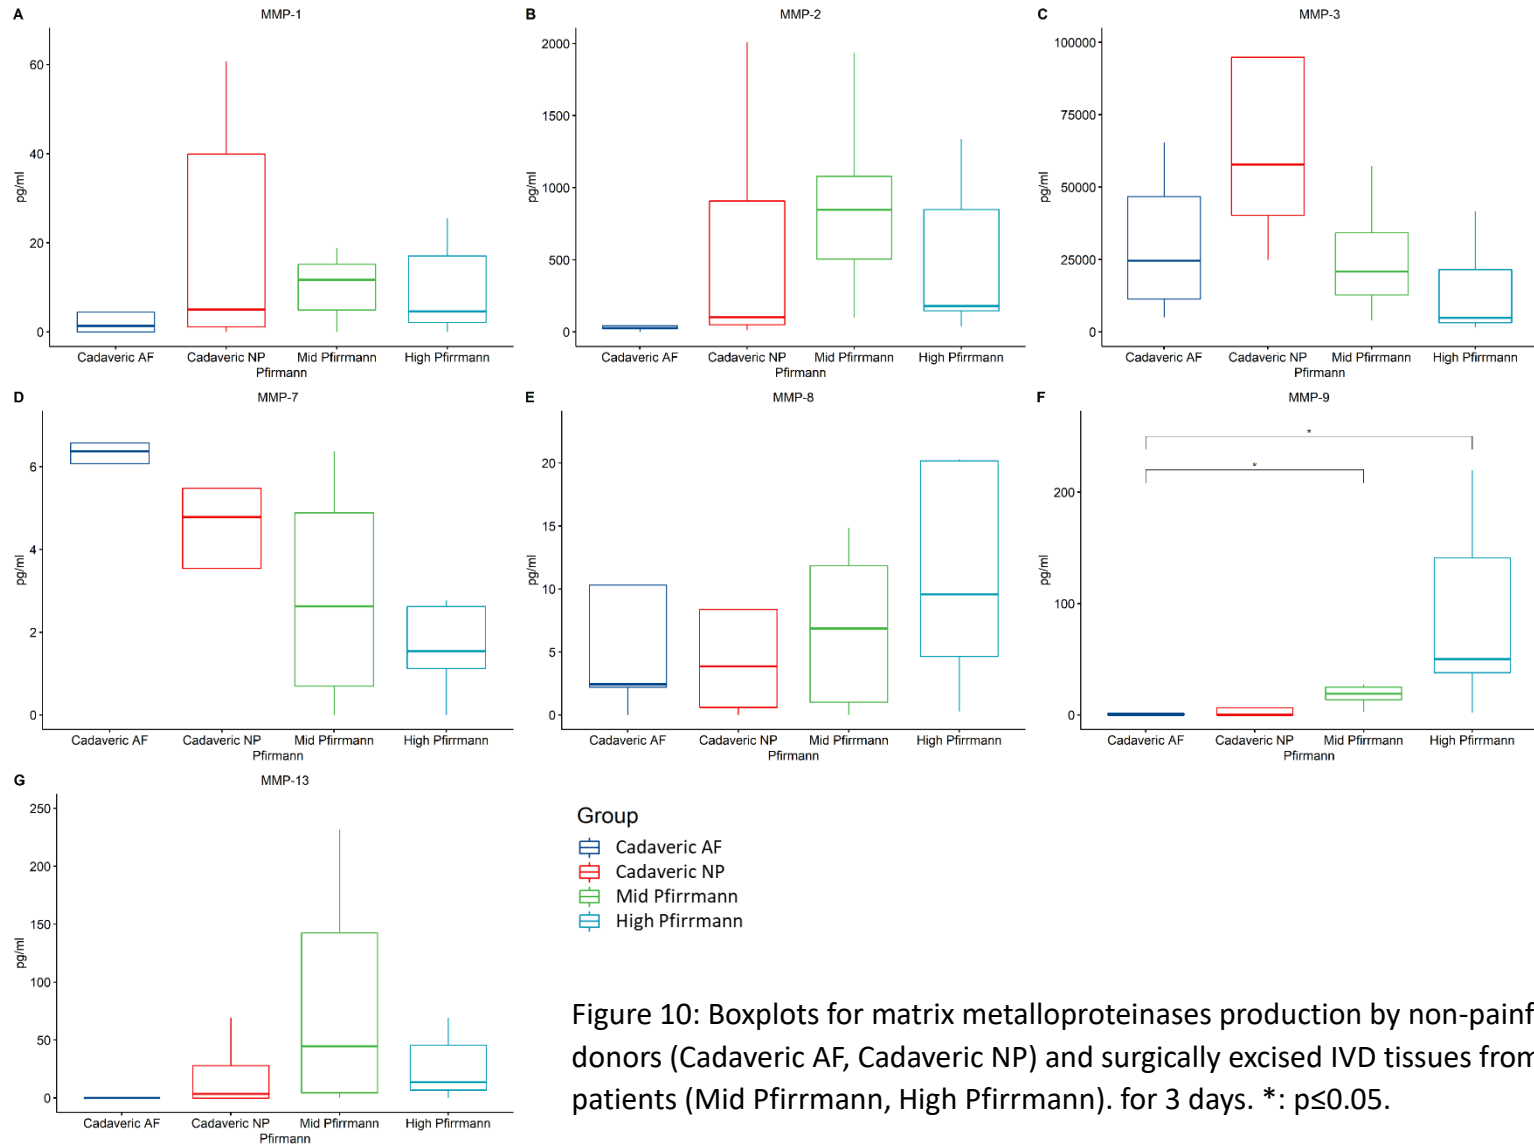 A
MMP-1
pg/ml
60
40
20
0
Cadaveric AF Cadaveric NP Mid Pfirrmann High Pfirrmann
Pfirmann
B
MMP-2
pg/ml
2000
1500
1000
500
0
Cadaveric AF Cadaveric NP Mid Pfirrmann High Pfirrmann
Pfirmann
C
MMP-3
pg/ml
100000
75000
50000
25000
0
Cadaveric AF Cadaveric NP Mid Pfirrmann High Pfirrmann
Pfirmann
D
MMP-7
pg/ml
6
4
2
0
Cadaveric AF Cadaveric NP Mid Pfirrmann High Pfirrmann
Pfirmann
E
MMP-8
pg/ml
20
15
10
5
0
Cadaveric AF Cadaveric NP Mid Pfirrmann High Pfirrmann
Pfirmann
F
MMP-9
pg/ml
200
100
0
*
*
Cadaveric AF Cadaveric NP Mid Pfirrmann High Pfirrmann
Pfirmann
G
MMP-13
pg/ml
250
200
150
100
50
0
Cadaveric AF Cadaveric NP Mid Pfirrmann High Pfirrmann
Pfirmann
Group
Cadaveric AF
Cadaveric NP
Mid Pfirrmann
High Pfirrmann
Figure 10: Boxplots for matrix metalloproteinases production by non-painf
donors (Cadaveric AF, Cadaveric NP) and surgically excised IVD tissues from
patients (Mid Pfirrmann, High Pfirrmann). for 3 days. *: p≤0.05.